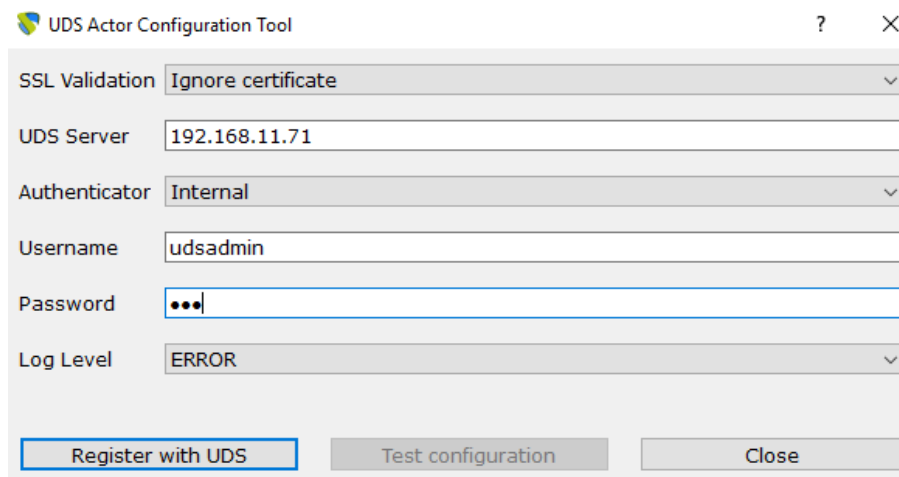 UDS Actor Configuration Tool ?
SSL Validation Ignore certificate
UDS Server 192.168.11.71
Authenticator Internal
Username udsadmin
Password •••
Log Level ERROR
Register with UDS Test configuration Close